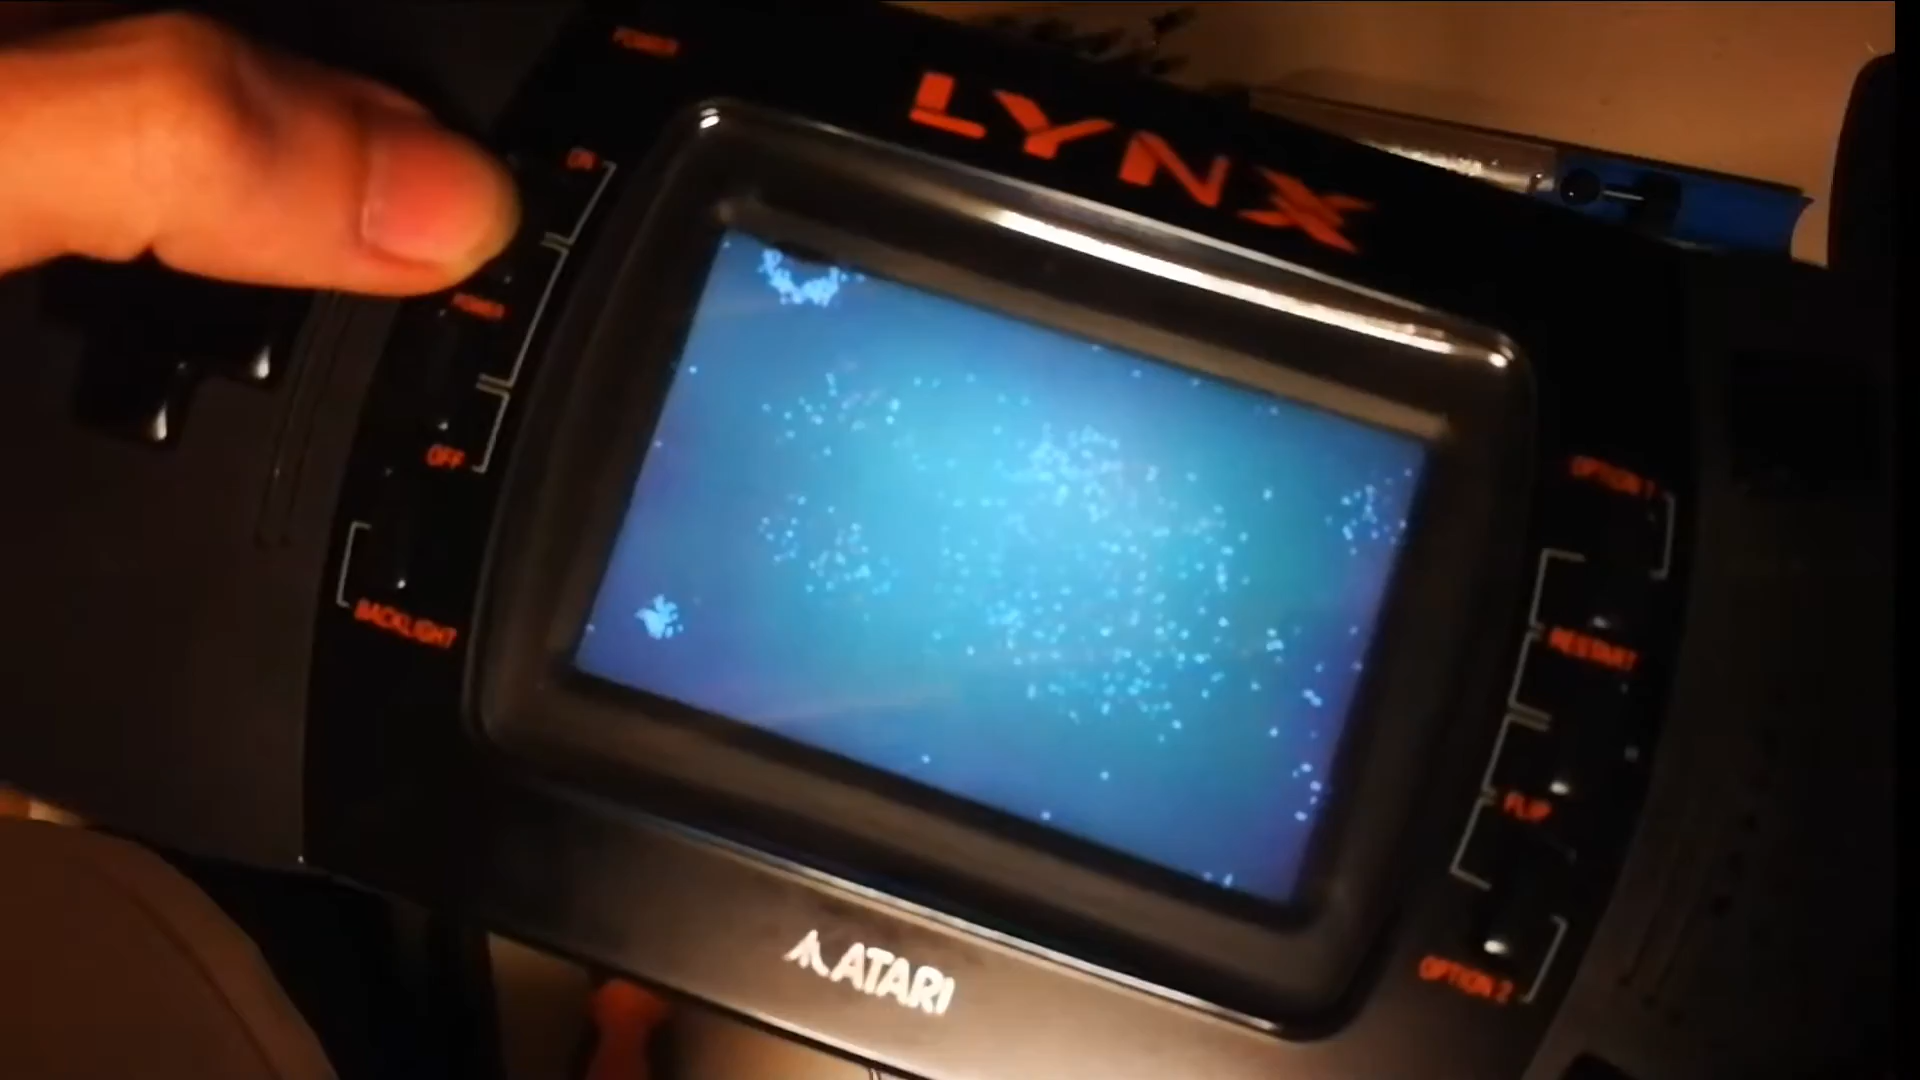 POWER
LYNX
ON
POWER
OFF
BACKLIGHT
OPTION 1
RESTART
FLIP
OPTION 2
ATARI